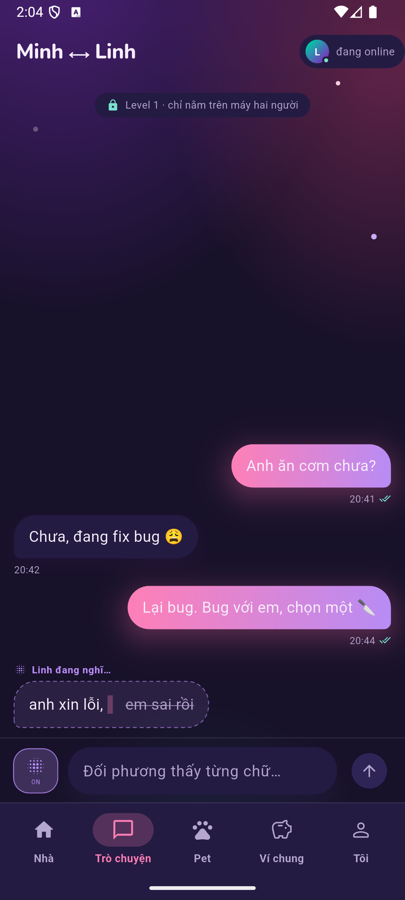 2:04
A
Minh ↔ Linh
L
đang online
Level 1 · chỉ nằm trên máy hai người
Anh ăn cơm chưa?
20:41
Chưa, đang fix bug 😩
20:42
Lại bug. Bug với em, chọn một 🔪
20:44
Linh đang nghĩ...
anh xin lỗi, em sai rồi
ON
Đối phương thấy từng chữ...
Nhà
Trò chuyện
Pet
Ví chung
Tôi